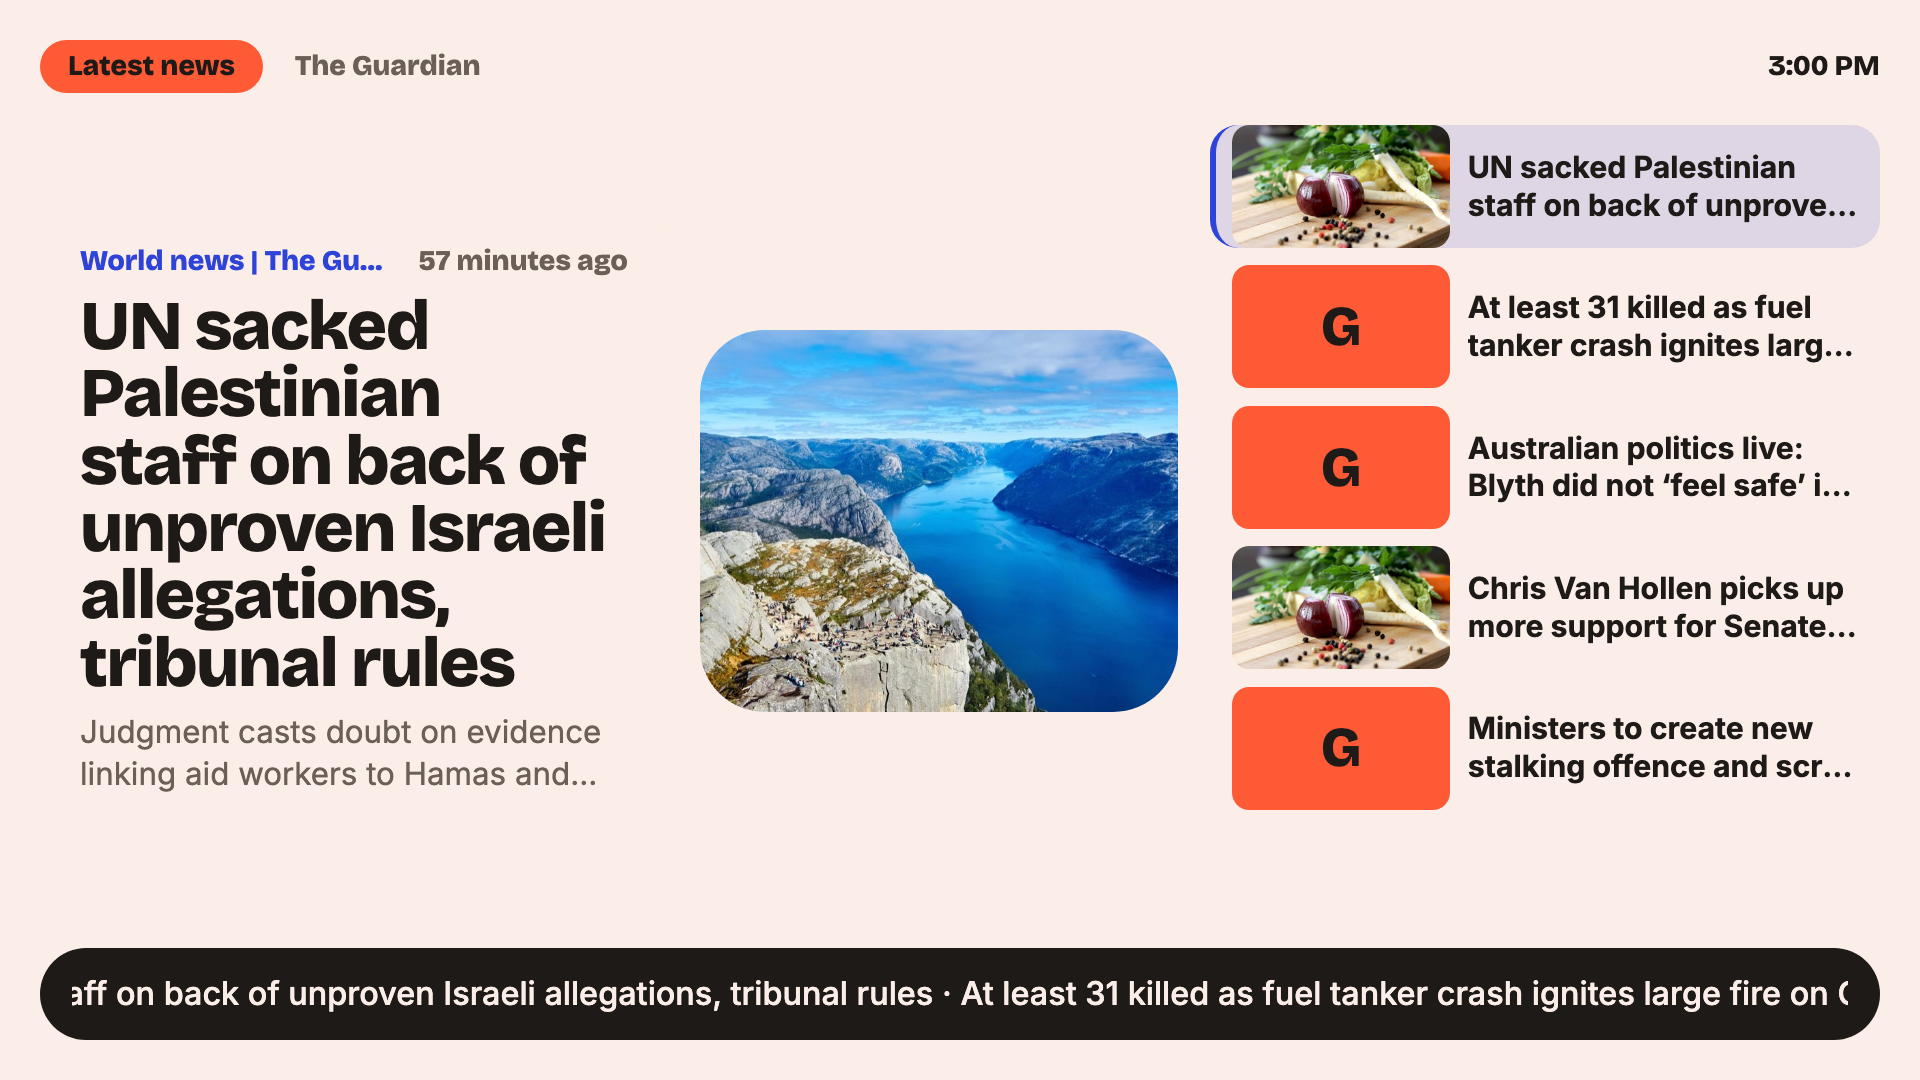 Latest news
The Guardian
3:00 PM
World news | The Gu...
57 minutes ago
UN sacked
Palestinian
staff on back of
unproven Israeli
allegations,
tribunal rules
Judgment casts doubt on evidence
linking aid workers to Hamas and...
UN sacked Palestinian
staff on back of unprove...
G
At least 31 killed as fuel
tanker crash ignites larg...
G
Australian politics live:
Blyth did not ‘feel safe’ i...
Chris Van Hollen picks up
more support for Senate...
G
Ministers to create new
stalking offence and scr...
aff on back of unproven Israeli allegations, tribunal rules · At least 31 killed as fuel tanker crash ignites large fire on